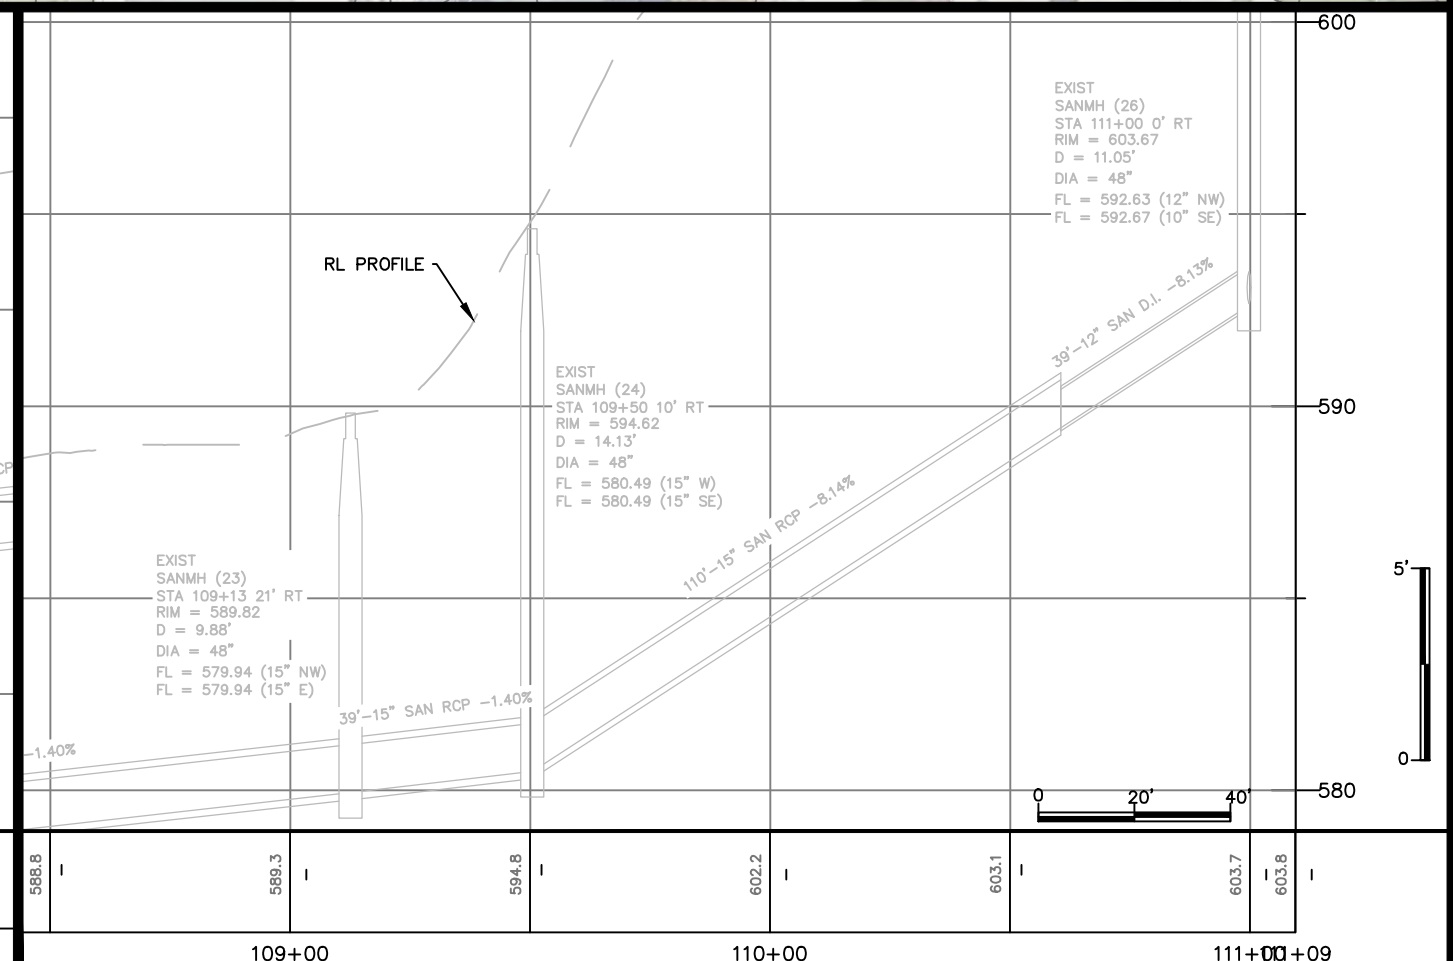 600
EXIST
SANMH (26)
STA 111+00 0' RT
RIM = 603.67
D = 11.05'
DIA = 48"
FL = 592.63 (12" NW)
FL = 592.67 (10" SE)
RL PROFILE
39'-12" SAN D.I. -8.13%
EXIST
SANMH (24)
STA 109+50 10' RT
RIM = 594.62
D = 14.13'
DIA = 48"
FL = 580.49 (15" W)
FL = 580.49 (15" SE)
590
CP
110'-15" SAN RCP -8.14%
EXIST
SANMH (23)
STA 109+13 21' RT
RIM = 589.82
D = 9.88'
DIA = 48"
FL = 579.94 (15" NW)
FL = 579.94 (15" E)
39'-15" SAN RCP -1.40%
-1.40%
5'
0
580
0 20' 40'
588.8 589.3 594.8 602.2 603.1 603.7 603.8
109+00 110+00 111+00 111+09